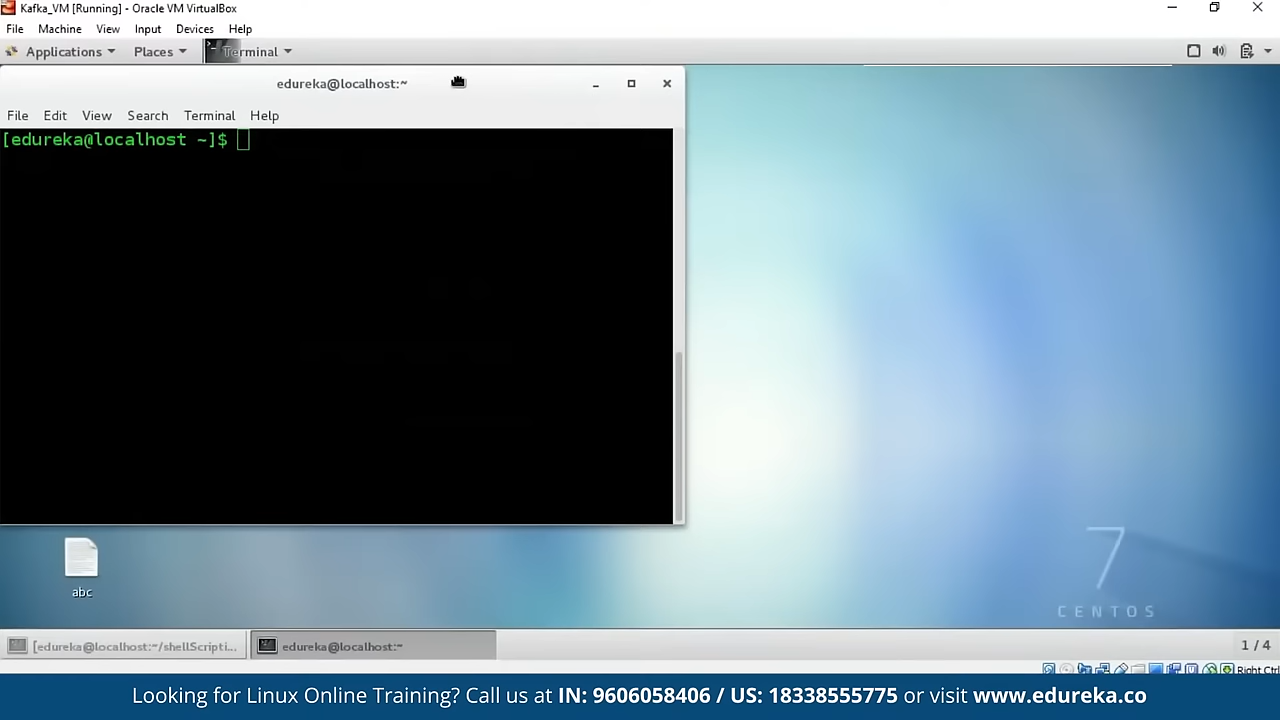 Kafka_VM [Running] - Oracle VM VirtualBox
File Machine View Input Devices Help
Applications Places Terminal
edureka@localhost:~
File Edit View Search Terminal Help
[edureka@localhost ~]$
abc
7
CENTOS
[edureka@localhost:~/shellScripti...
edureka@localhost:~
1 / 4
Right Ctrl
Looking for Linux Online Training? Call us at IN: 9606058406 / US: 18338555775 or visit www.edureka.co